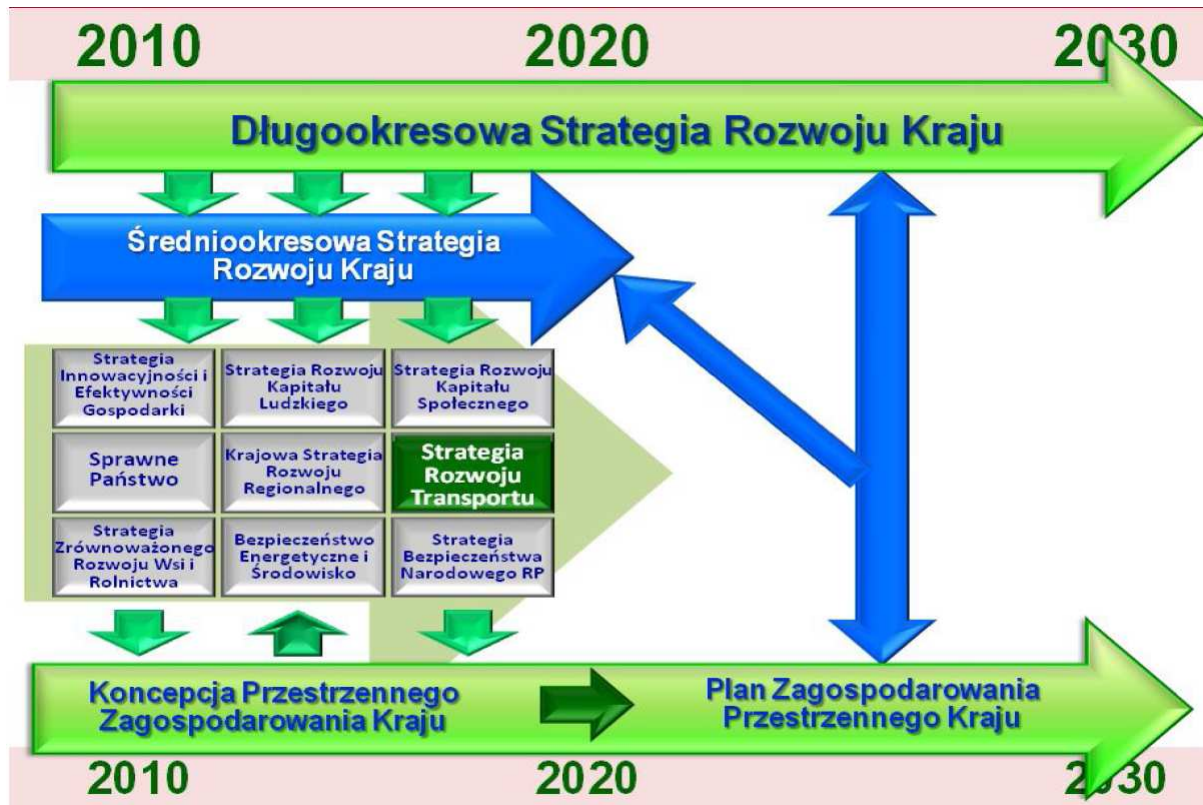 2010 2020 2030
Długookresowa Strategia Rozwoju Kraju
Średniookresowa Strategia
Rozwoju Kraju
Strategia
Innowacyjności i
Efektywności
Gospodarki
Strategia Rozwoju
Kapitału
Ludzkiego
Strategia Rozwoju
Kapitału
Społecznego
Sprawne
Państwo
Krajowa Strategia
Rozwoju
Regionalnego
Strategia
Rozwoju
Transportu
Strategia
Zrównoważonego
Rozwoju Wsi i
Rolnictwa
Bezpieczeństwo
Energetyczne i
Środowisko
Strategia
Bezpieczeństwa
Narodowego RP
Koncepcja Przestrzennego
Zagospodarowania Kraju
Plan Zagospodarowania
Przestrzennego Kraju
2010 2020 2030